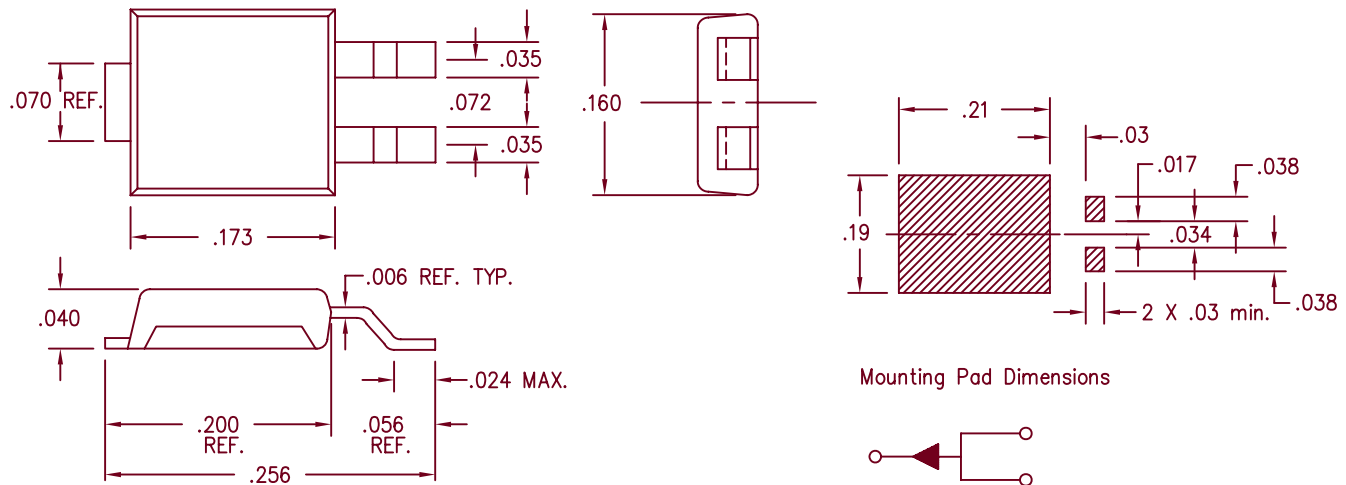 .070 REF.
.035
.072
.035
.173
.160
.21
.03
.017
.038
.19
.034
.038
2 X .03 min.
.006 REF. TYP.
.040
.024 MAX.
.200
REF.
.056
REF.
.256
Mounting Pad Dimensions